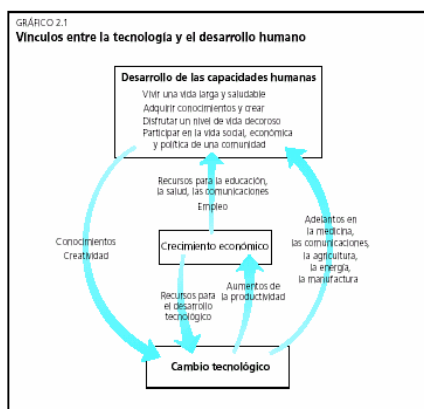 GRÁFICO 2.1
Vínculos entre la tecnología y el desarrollo humano
Desarrollo de las capacidades humanas
Vivir una vida larga y saludable
Adquirir conocimientos y crear
Disfrutar un nivel de vida decoroso
Participar en la vida social, económica
y política de una comunidad
Recursos para la educación,
la salud, las comunicaciones
Empleo
Conocimientos
Creatividad
Adelantos en
la medicina,
las comunicaciones,
la agricultura,
la energía,
la manufactura
Crecimiento económico
Recursos para
el desarrollo
tecnológico
Aumentos de
la productividad
Cambio tecnológico